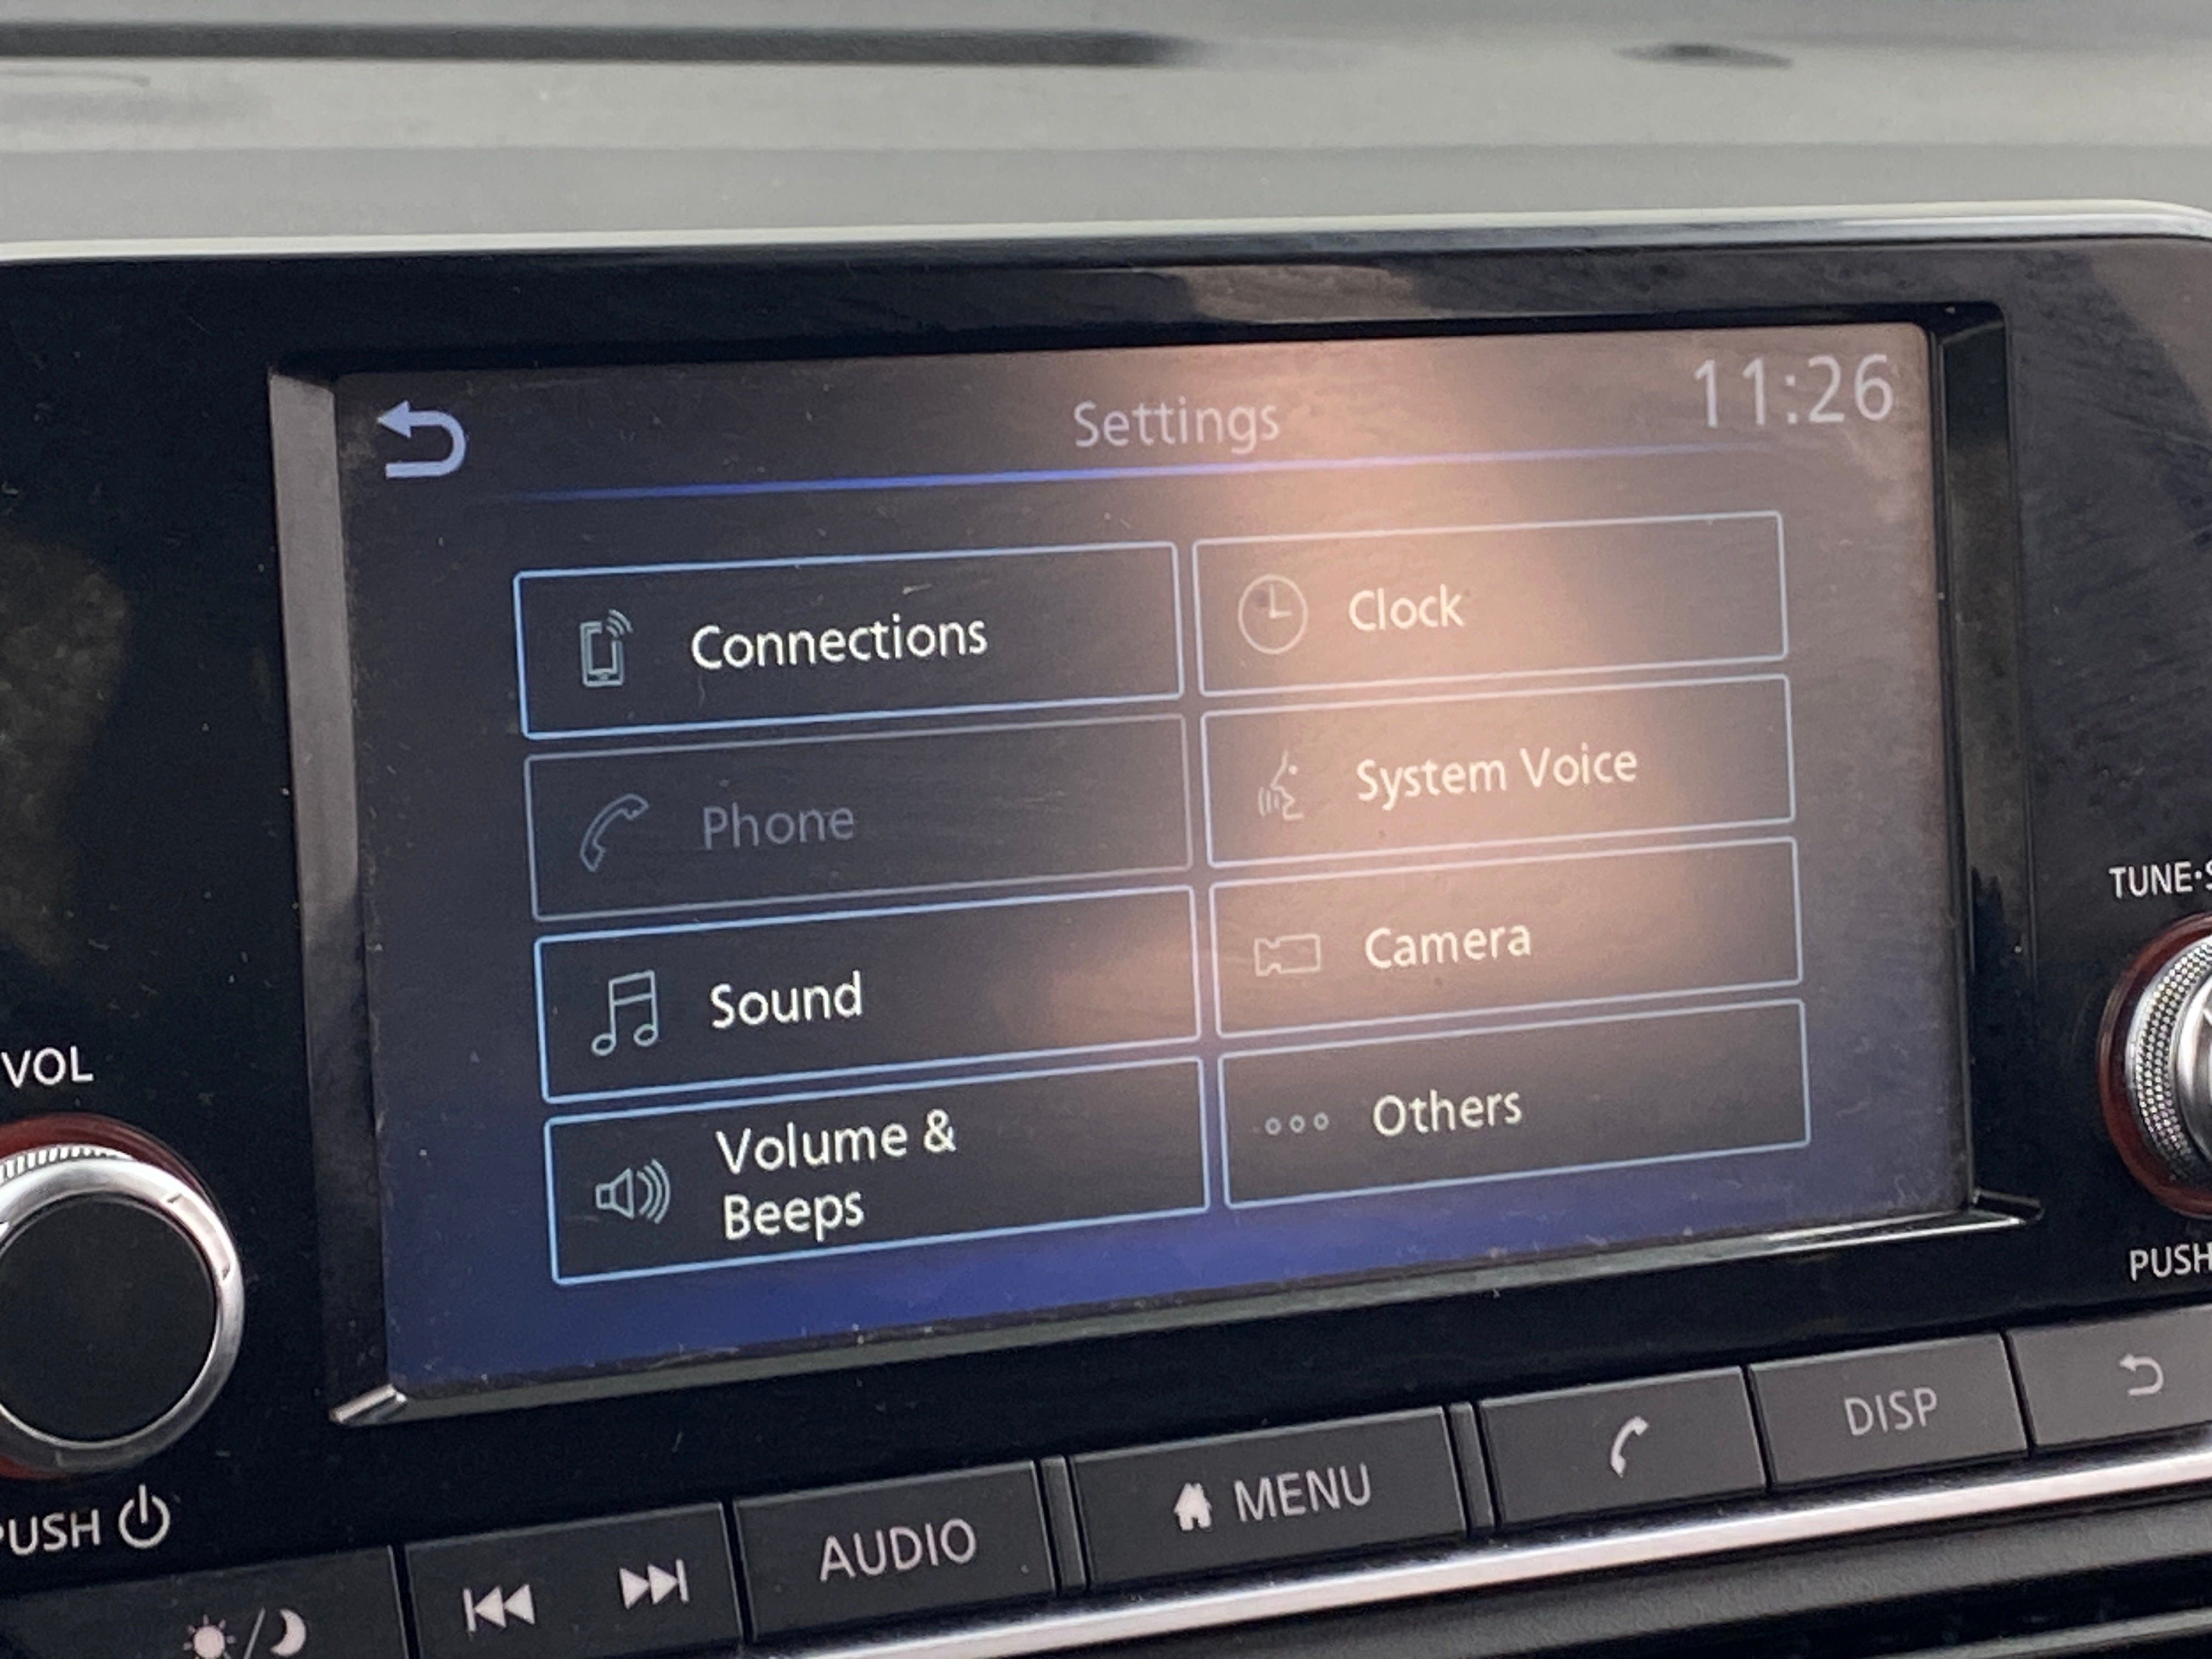 Settings
11:26
Connections
Clock
Phone
System Voice
Sound
Camera
Volume &
Beeps
Others
VOL
PUSH
TUNE·S
PUSH
AUDIO
MENU
DISP